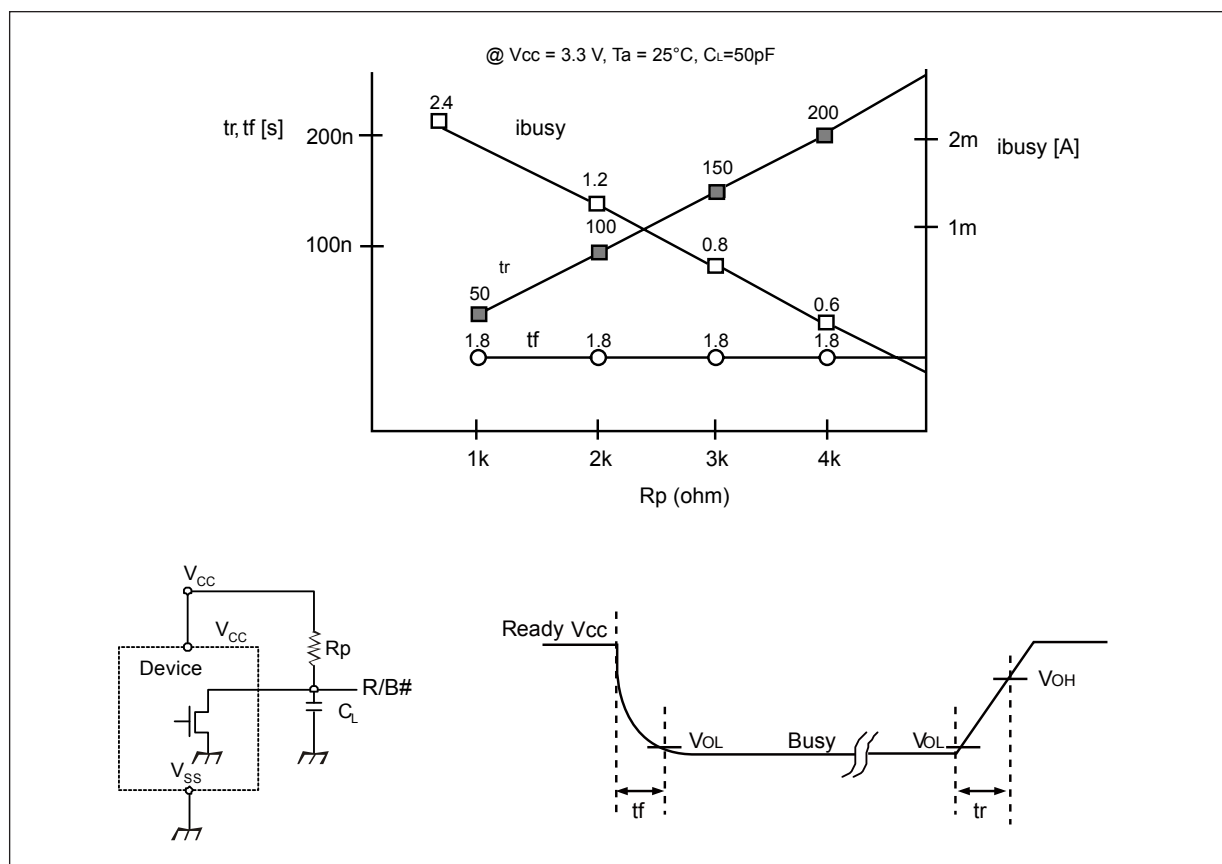 @ Vcc = 3.3 V, Ta = 25°C, CL=50pF
tr, tf [s]
200n
100n
2.4
ibusy
1.2
100
150
200
0.8
0.6
50
tr
1.8
tf
1.8
1.8
1.8
2m
ibusy [A]
1m
1k
2k
3k
4k
Rp (ohm)
VCC
VCC
Rp
Device
R/B#
CL
VSS
Ready Vcc
VOH
VOL
Busy
VOL
tf
tr